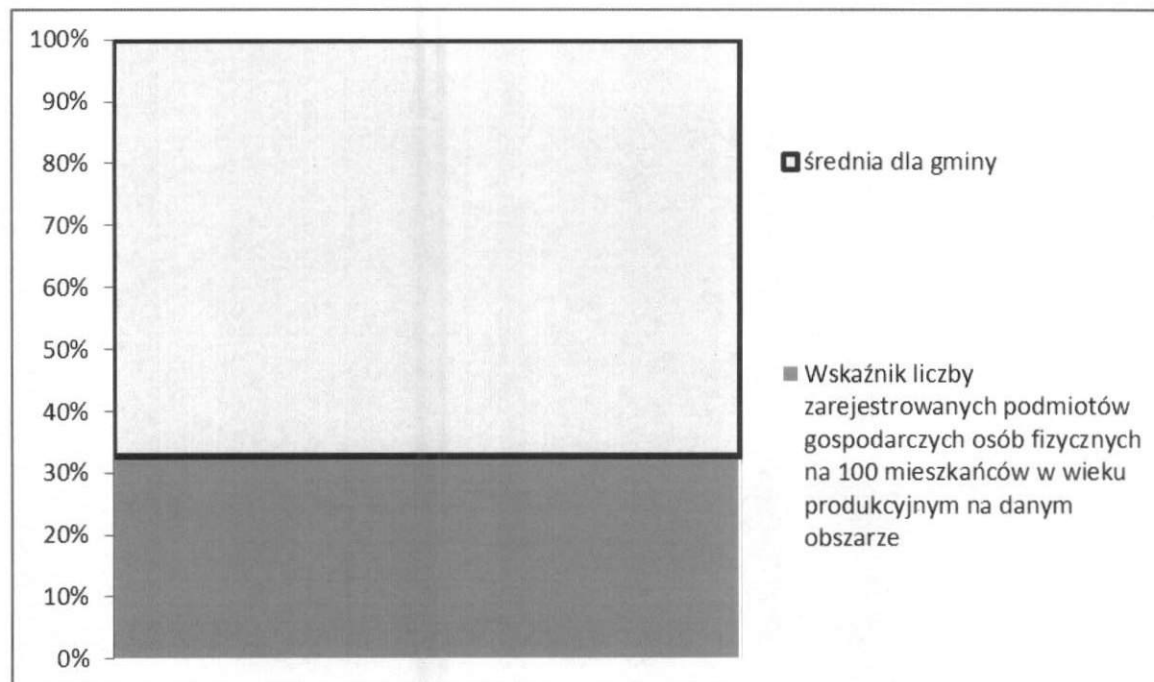 100%
90%
80%
70%
60%
50%
40%
30%
20%
10%
0%
średnia dla gminy
Wskaźnik liczby
zarejestrowanych podmiotów
gospodarczych osób fizycznych
na 100 mieszkańców w wieku
produkcyjnym na danym
obszarze